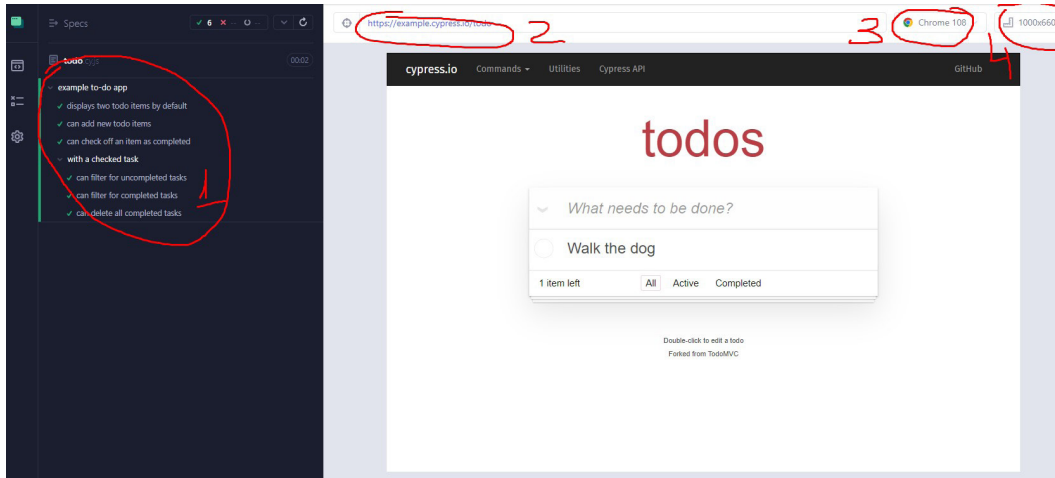 Specs
✓ 6 ✗ -- --
https://example.cypress.io/todo
2
3
Chrome 108
1000x660
4
todo cy.js
00:02
example to-do app
✓ displays two todo items by default
✓ can add new todo items
✓ can check off an item as completed
with a checked task
✓ can filter for uncompleted tasks
✓ can filter for completed tasks
✓ can delete all completed tasks
1
cypress.io Commands Utilities Cypress API GitHub
todos
What needs to be done?
Walk the dog
1 item left All Active Completed
Double-click to edit a todo
Forked from TodoMVC